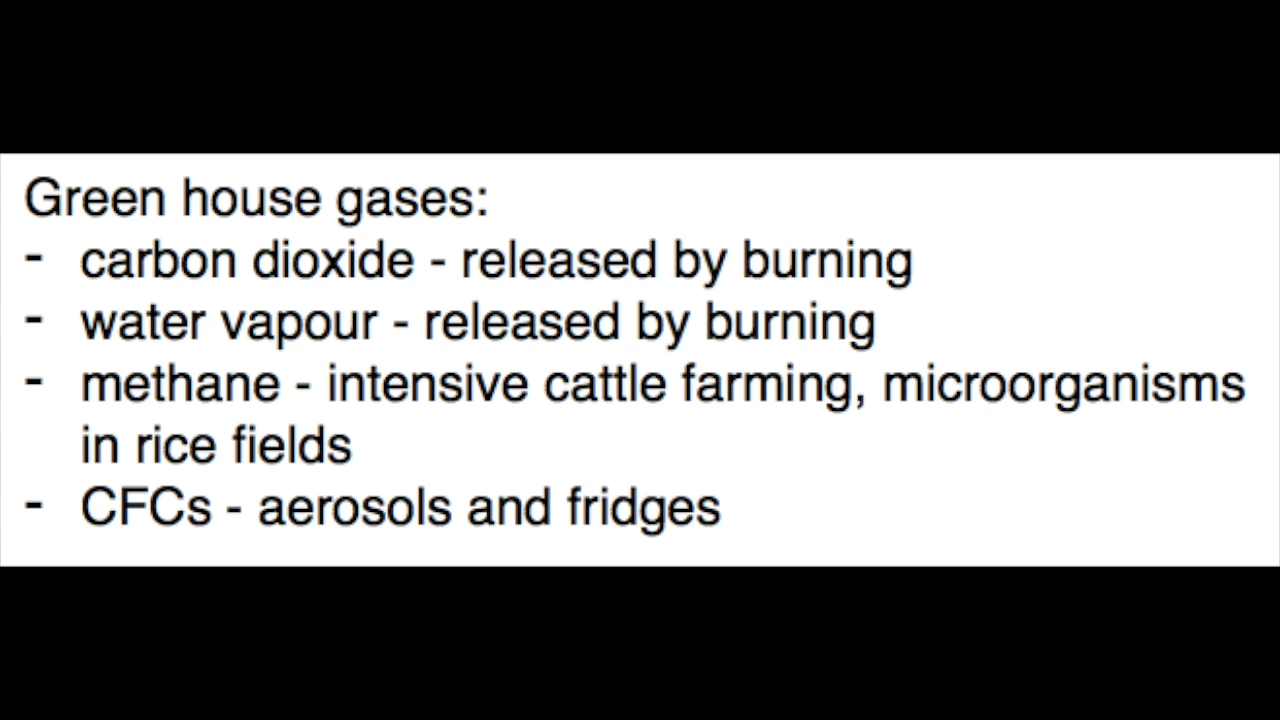 Green house gases:
- carbon dioxide - released by burning
- water vapour - released by burning
- methane - intensive cattle farming, microorganisms
in rice fields
- CFCs - aerosols and fridges